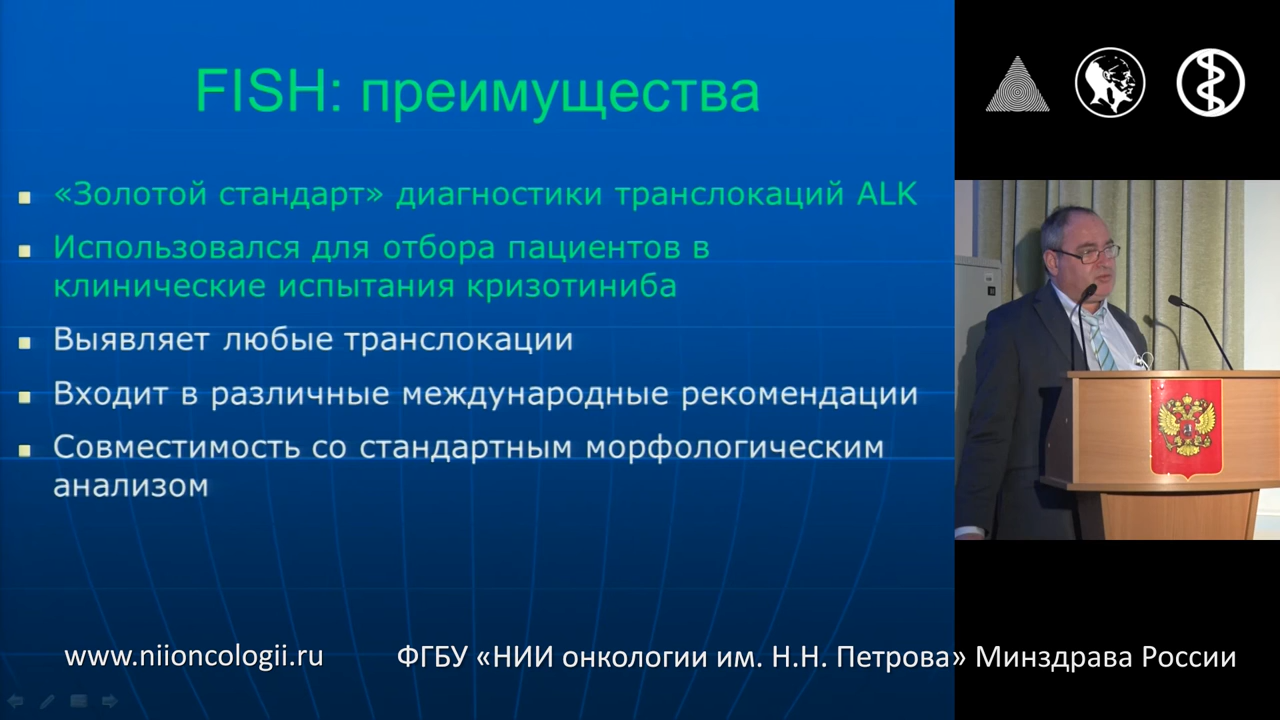 FISH: преимущества
«Золотой стандарт» диагностики транслокаций ALK
Использовался для отбора пациентов в
клинические испытания кризотиниба
Выявляет любые транслокации
Входит в различные международные рекомендации
Совместимость со стандартным морфологическим
анализом
www.niioncologii.ru
ФГБУ «НИИ онкологии им. Н.Н. Петрова» Минздрава России